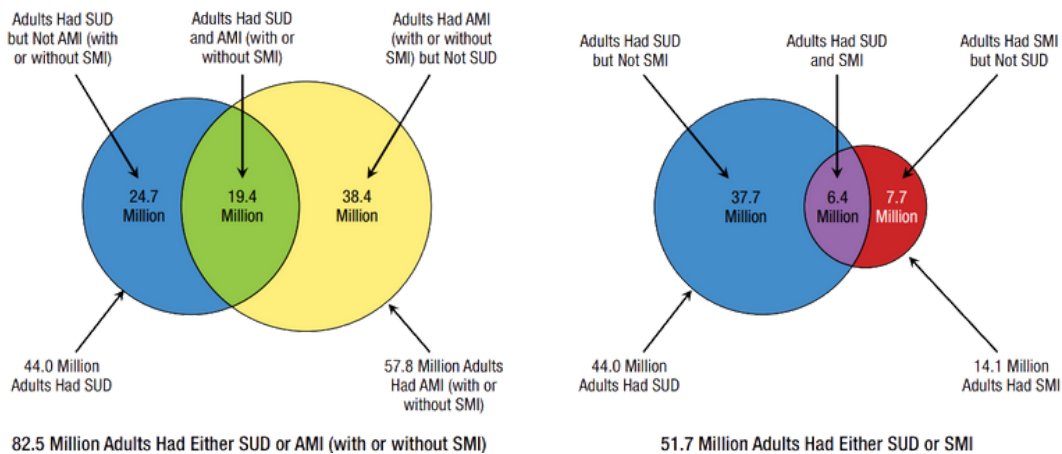 Adults Had SUD
but Not AMI (with
or without SMI)
Adults Had SUD
and AMI (with or
without SMI)
Adults Had AMI
(with or without
SMI) but Not SUD
24.7
Million
19.4
Million
38.4
Million
44.0 Million
Adults Had SUD
57.8 Million Adults
Had AMI (with or
without SMI)
82.5 Million Adults Had Either SUD or AMI (with or without SMI)
Adults Had SUD
but Not SMI
Adults Had SUD
and SMI
Adults Had SMI
but Not SUD
37.7
Million
6.4
Million
7.7
Million
44.0 Million
Adults Had SUD
14.1 Million
Adults Had SMI
51.7 Million Adults Had Either SUD or SMI